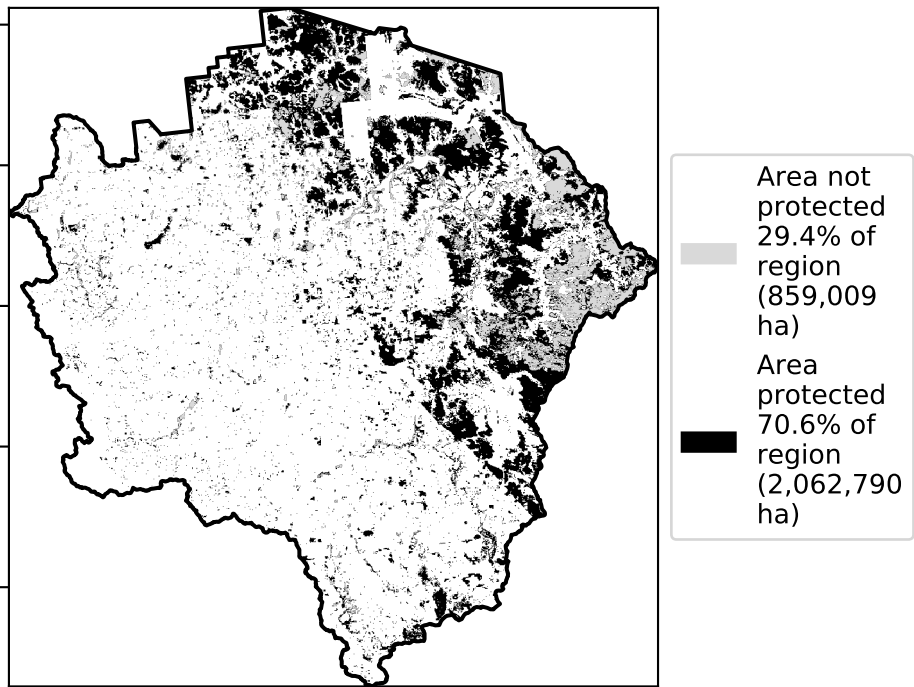 Area not
protected
29.4% of
region
(859,009
ha)
Area
protected
70.6% of
region
(2,062,790
ha)